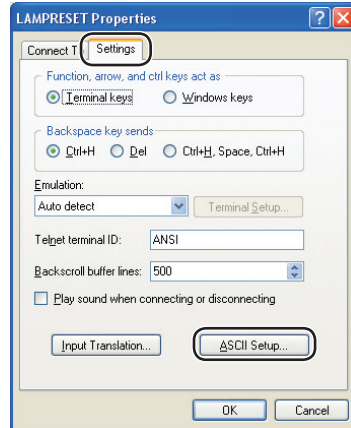 LAMPRESET Properties
Connect T Settings
Function, arrow, and ctrl keys act as
Terminal keys Windows keys
Backspace key sends
Ctrl+H Del Ctrl+H, Space, Ctrl+H
Emulation:
Auto detect Terminal Setup...
Telnet terminal ID: ANSI
Backscroll buffer lines: 500
Play sound when connecting or disconnecting
Input Translation... ASCII Setup...
OK Cancel